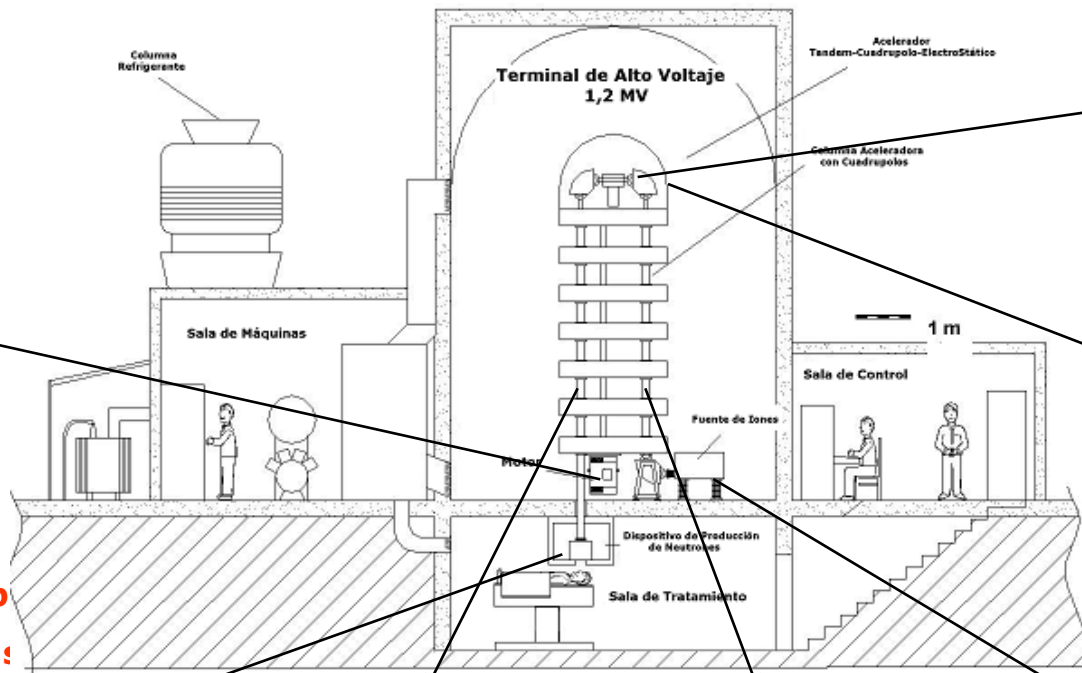 Columna
Refrigerante
Terminal de Alto Voltaje
1,2 MV
Acelerador
Tandem-Cuadrupolo-ElectroStático
Columna Aceleradora
con Cuadrupolos
Sala de Máquinas
1 m
Sala de Control
Fuente de Iones
Motor
Dispositivo de Producción
de Neutrones
Sala de Tratamiento